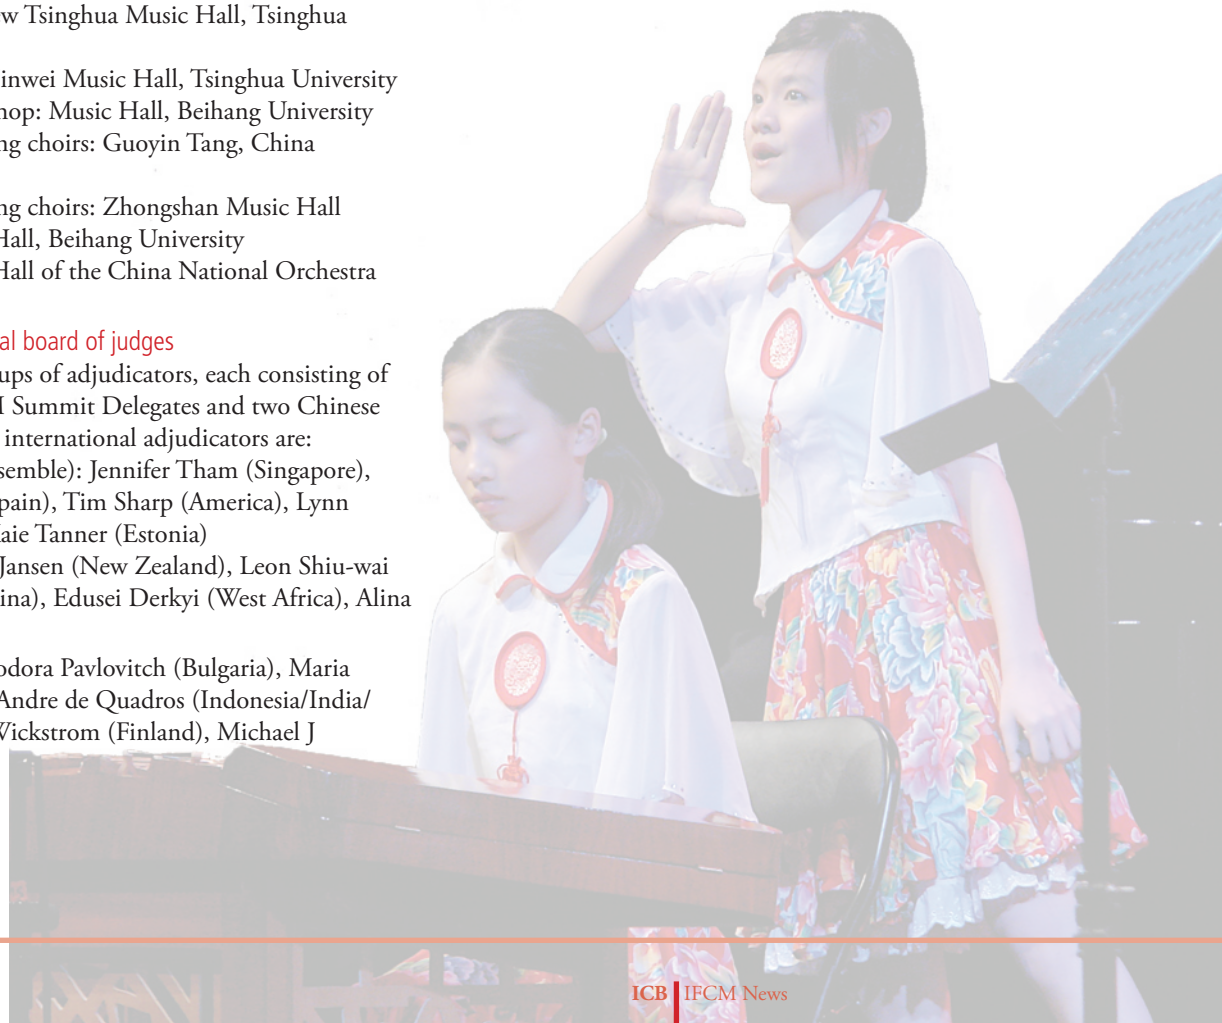 w Tsinghua Music Hall, Tsinghua
inwei Music Hall, Tsinghua University
hop: Music Hall, Beihang University
ng choirs: Guoyin Tang, China
ng choirs: Zhongshan Music Hall
Hall, Beihang University
Hall of the China National Orchestra
al board of judges
ups of adjudicators, each consisting of
Summit Delegates and two Chinese
international adjudicators are:
semble): Jennifer Tham (Singapore),
pain), Tim Sharp (America), Lynn
aie Tanner (Estonia)
Jansen (New Zealand), Leon Shiu-wai
ina), Edusei Derkyi (West Africa), Alina
odora Pavlovitch (Bulgaria), Maria
Andre de Quadros (Indonesia/India/
Wickstrom (Finland), Michael J
ICB IFCM News